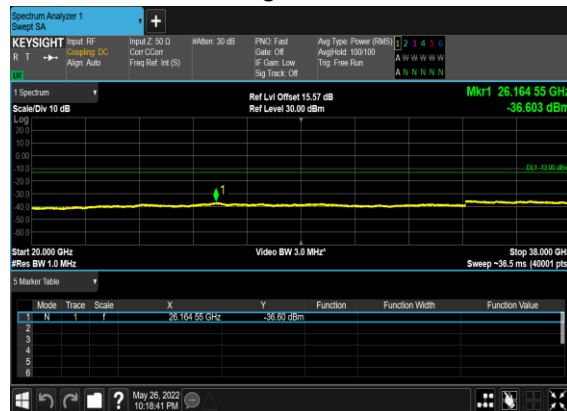 Spectrum Analyzer 1
Swept SA
KEYSIGHT
R T
Input: RF
Coupling: DC
Align: Auto
Input Z: 50 Ω
Corr CCorr
Freq Ref: Int (S)
#Atten: 30 dB
PNO: Fast
Gate: Off
IF Gain: Low
Sig Track: Off
Avg Type: Power (RMS)
Avg|Hold: 100/100
Trig: Free Run
1 2 3 4 5 6
A W W W W W
A N N N N N
1 Spectrum
Scale/Div 10 dB
Ref Lvl Offset 15.57 dB
Ref Level 30.00 dBm
Mkr1 26.164 55 GHz
-36.603 dBm
Log
20.0
10.0
0.00
-10.0
DL1 -13.00 dBm
-20.0
1
-30.0
-40.0
-50.0
-60.0
Start 20.000 GHz
Video BW 3.0 MHz*
Stop 38.000 GHz
#Res BW 1.0 MHz
Sweep ~36.5 ms (40001 pts)
5 Marker Table
Mode Trace Scale X Y Function Function Width Function Value
1 N 1 f 26.164 55 GHz -36.60 dBm
2
3
4
5
6
?
May 26, 2022
10:18:41 PM